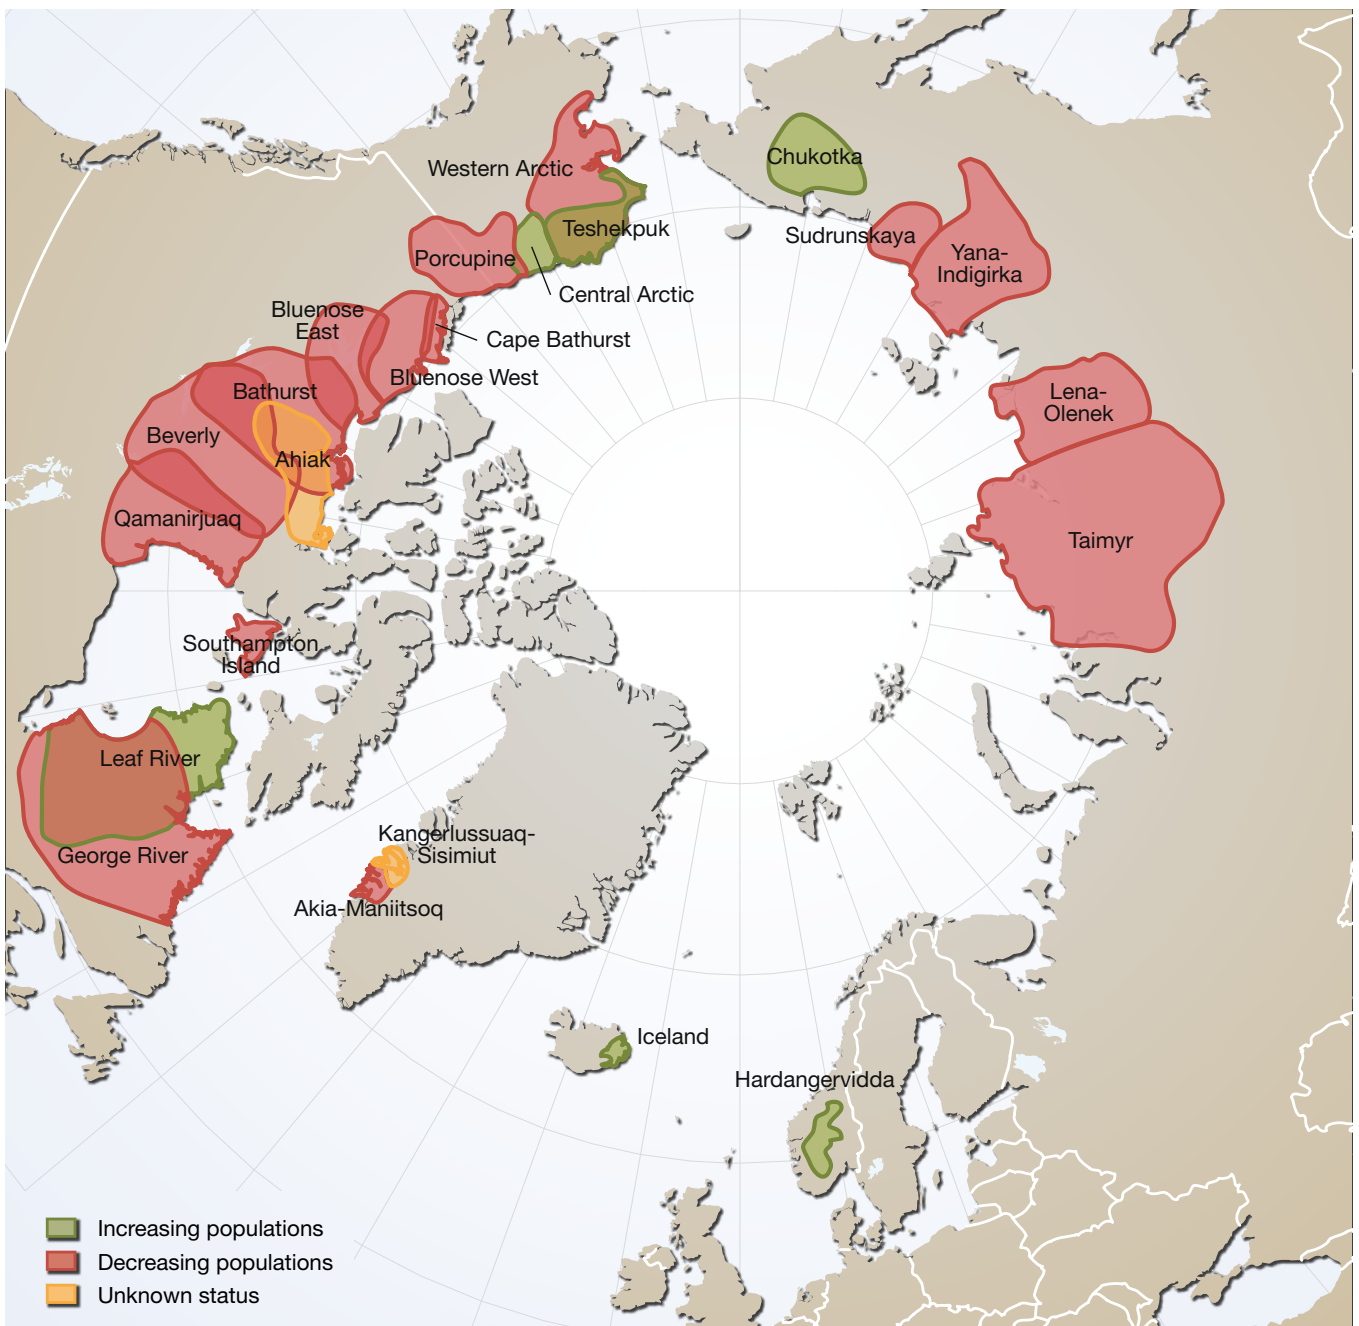 Chukotka
Western Arctic
Teshekpuk
Sudrunskaya
Porcupine
Yana-
Indigirka
Central Arctic
Bluenose
East
Cape Bathurst
Bluenose West
Bathurst
Lena-
Olenek
Beverly
Ahiak
Qamanirjuaq
Taimyr
Southampton
Island
Leaf River
George River
Kangerlussuaq-
Sisimiut
Akia-Maniitsoq
Iceland
Hardangervidda
Increasing populations
Decreasing populations
Unknown status